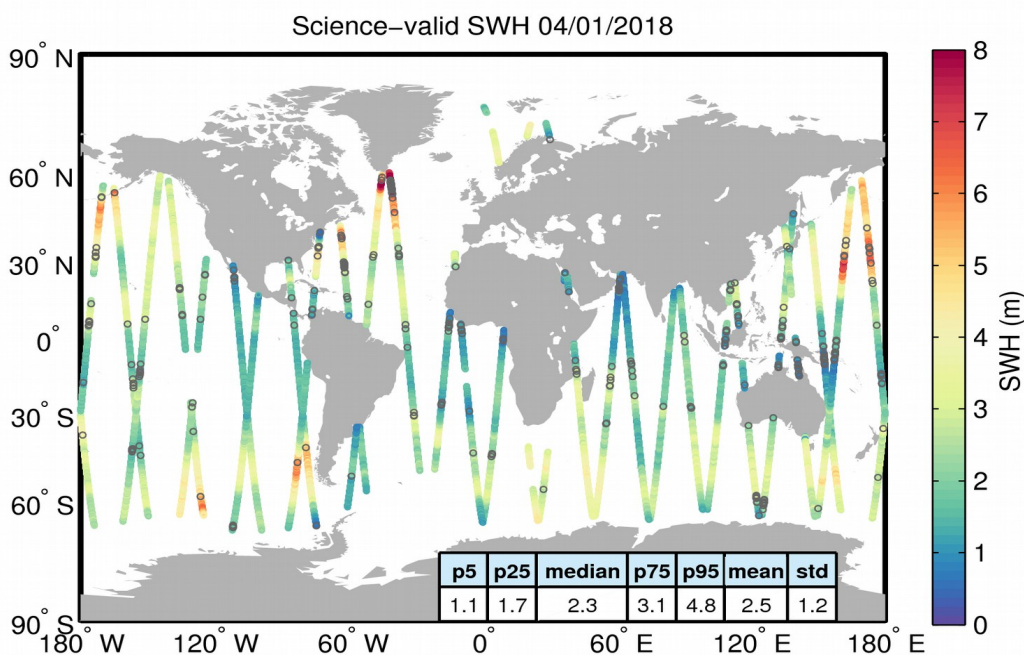 Science–valid SWH 04/01/2018
90° N
60° N
30° N
0°
30° S
60° S
90° S
180° W
120° W
60° W
0°
60° E
120° E
180° E
8
7
6
5
4
3
2
1
0
SWH (m)
p5 p25 median p75 p95 mean std
1.1 1.7 2.3 3.1 4.8 2.5 1.2